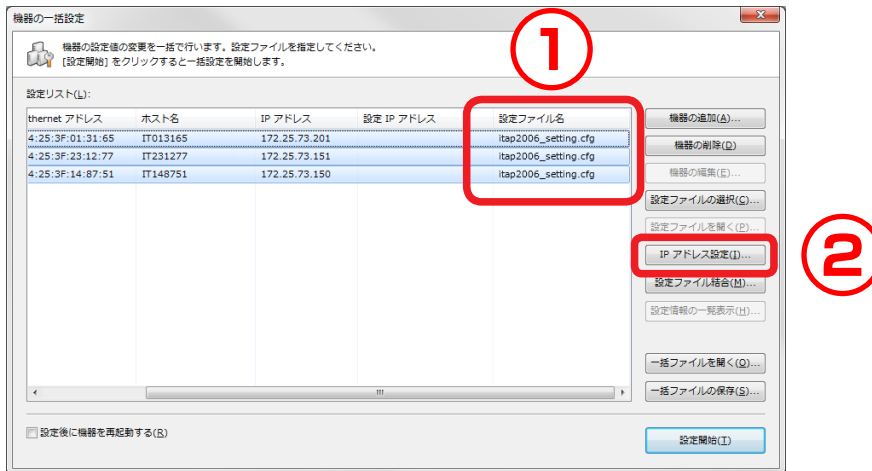 機器の一括設定
機器の設定値の変更を一括で行います。設定ファイルを指定してください。
[設定開始] をクリックすると一括設定を開始します。
①
設定リスト(L):
thernet アドレス ホスト名 IP アドレス 設定 IP アドレス 設定ファイル名
4:25:3F:01:31:65 IT013165 172.25.73.201 itap2006_setting.cfg
4:25:3F:23:12:77 IT231277 172.25.73.151 itap2006_setting.cfg
4:25:3F:14:87:51 IT148751 172.25.73.150 itap2006_setting.cfg
機器の追加(A)...
機器の削除(D)
機器の編集(E)...
設定ファイルの選択(C)...
設定ファイルを開く(P)...
IP アドレス設定(I)...
②
設定ファイル結合(M)...
設定情報の一覧表示(H)...
一括ファイルを開く(O)...
一括ファイルの保存(S)...
設定後に機器を再起動する(R)
設定開始(T)